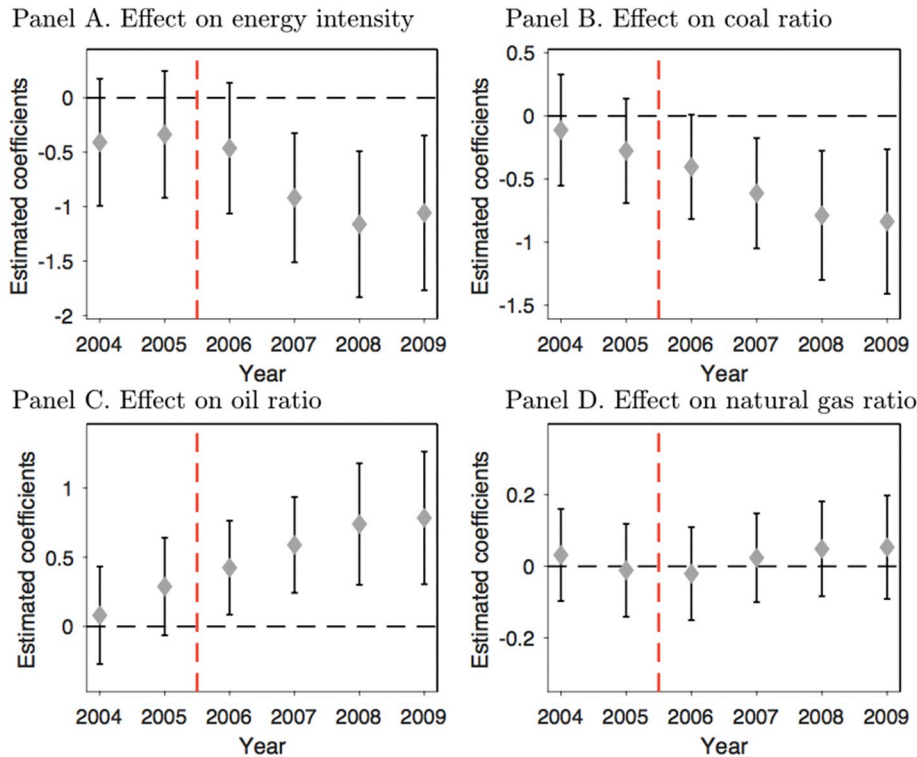 Panel A. Effect on energy intensity
Estimated coefficients
0
-0.5
-1
-1.5
-2
2004 2005 2006 2007 2008 2009
Year
Panel B. Effect on coal ratio
Estimated coefficients
0.5
0
-0.5
-1
-1.5
2004 2005 2006 2007 2008 2009
Year
Panel C. Effect on oil ratio
Estimated coefficients
1
0.5
0
2004 2005 2006 2007 2008 2009
Year
Panel D. Effect on natural gas ratio
Estimated coefficients
0.2
0
-0.2
2004 2005 2006 2007 2008 2009
Year